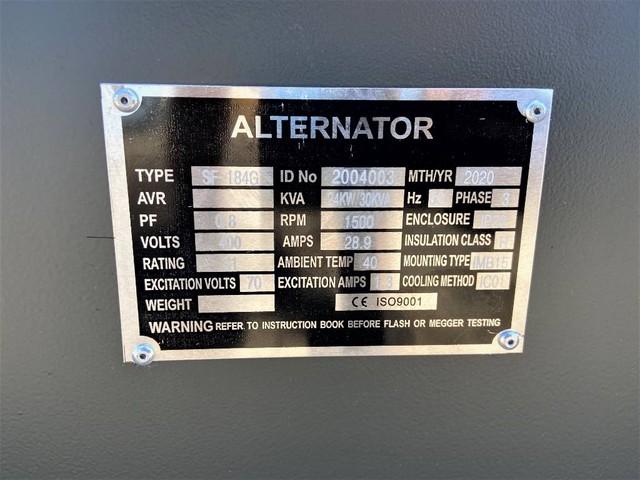 ALTERNATOR
TYPE SF-184G ID No 2004003 MTH/YR 2020
AVR KVA 24KW/30KVA Hz PHASE 3
PF 0.8 RPM 1500 ENCLOSURE
VOLTS 400 AMPS 28.9 INSULATION CLASS H
RATING AMBIENT TEMP 40 MOUNTING TYPE IMB15
EXCITATION VOLTS 70 EXCITATION AMPS COOLING METHOD IC01
WEIGHT CE ISO9001
WARNING REFER TO INSTRUCTION BOOK BEFORE FLASH OR MEGGER TESTING